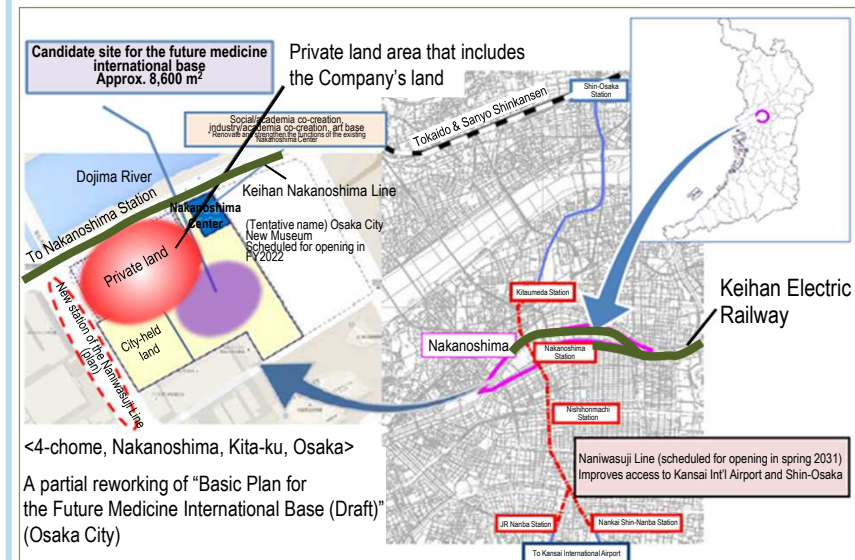 Candidate site for the future medicine
international base
Approx. 8,600 m²
Private land area that includes
the Company's land
Social/academia co-creation,
industry/academia co-creation, art base
* Renovate and strengthen the functions of the existing
Nakanoshima Center
Dojima River
To Nakanoshima Station
Keihan Nakanoshima Line
Nakanoshima
Center
(Tentative name) Osaka City
New Museum
Scheduled for opening in
FY2022
Private land
City-held
land
New station of the Naniwasuji Line
(plan)
<4-chome, Nakanoshima, Kita-ku, Osaka>
A partial reworking of "Basic Plan for
the Future Medicine International Base (Draft)"
(Osaka City)
Shin-Osaka
Station
Tokaido & Sanyo Shinkansen
Kitaumeda Station
Keihan Electric
Railway
Nakanoshima
Nakanoshima
Station
Nishihonmachi
Station
Naniwasuji Line (scheduled for opening in spring 2031)
Improves access to Kansai Int'l Airport and Shin-Osaka
JR Nanba Station
Nankai Shin-Nanba Station
To Kansai International Airport